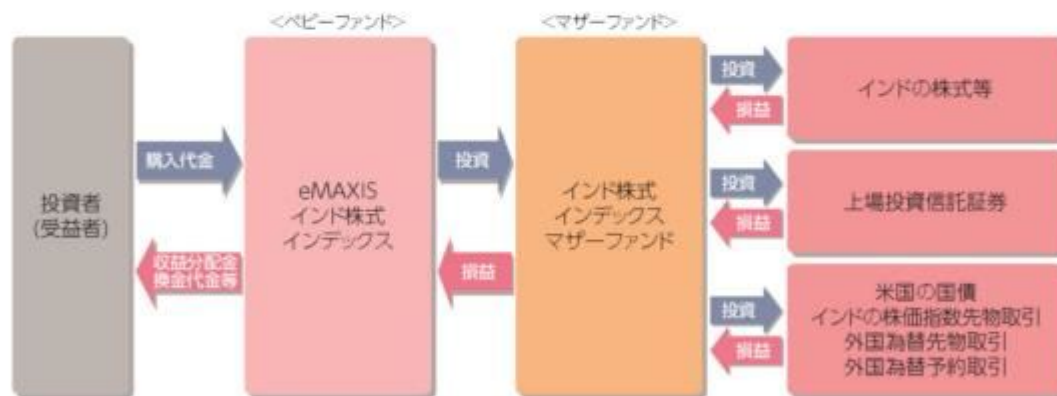 <ベビーファンド>
<マザーファンド>
投資者
(受益者)
購入代金
収益分配金
換金代金等
eMAXIS
インド株式
インデックス
投資
損益
インド株式
インデックス
マザーファンド
投資
損益
インドの株式等
投資
損益
上場投資信託証券
投資
損益
米国の国債
インドの株価指数先物取引
外国為替先物取引
外国為替予約取引